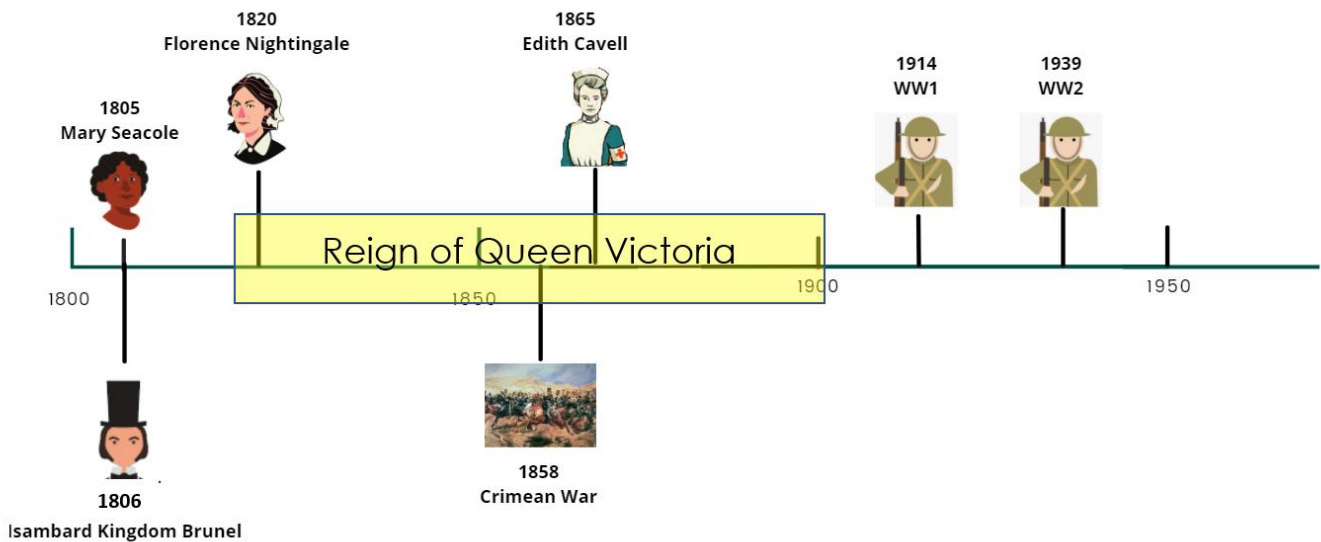 1820
Florence Nightingale
1865
Edith Cavell
1914
WW1
1939
WW2
1805
Mary Seacole
Reign of Queen Victoria
1800
1850
1900
1950
1858
Crimean War
1806
Isambard Kingdom Brunel